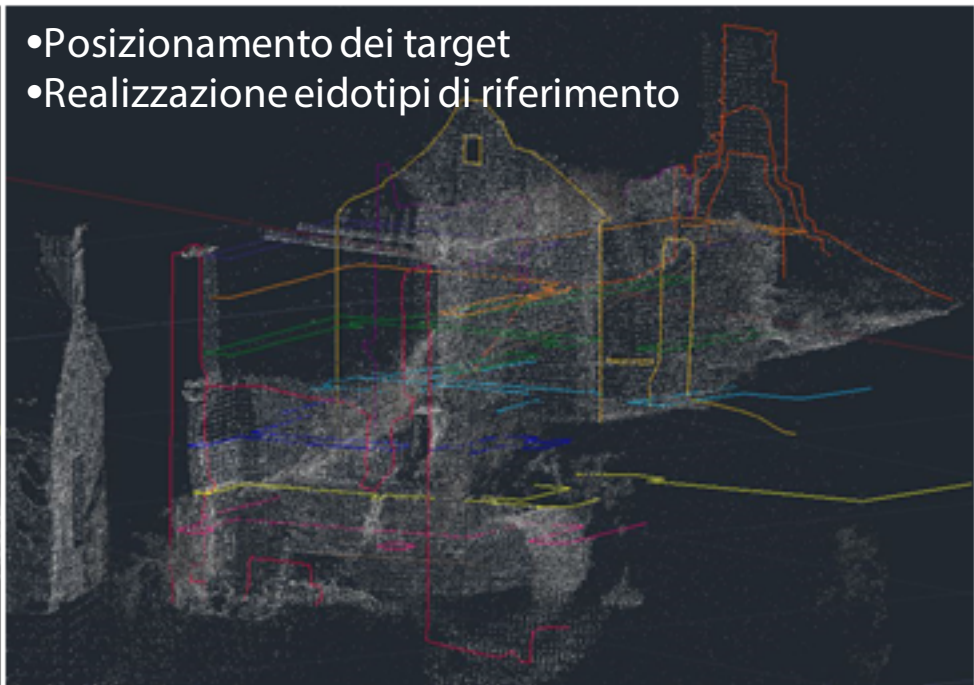 •Posizionamento dei target
•Realizzazione eidotipi di riferimento